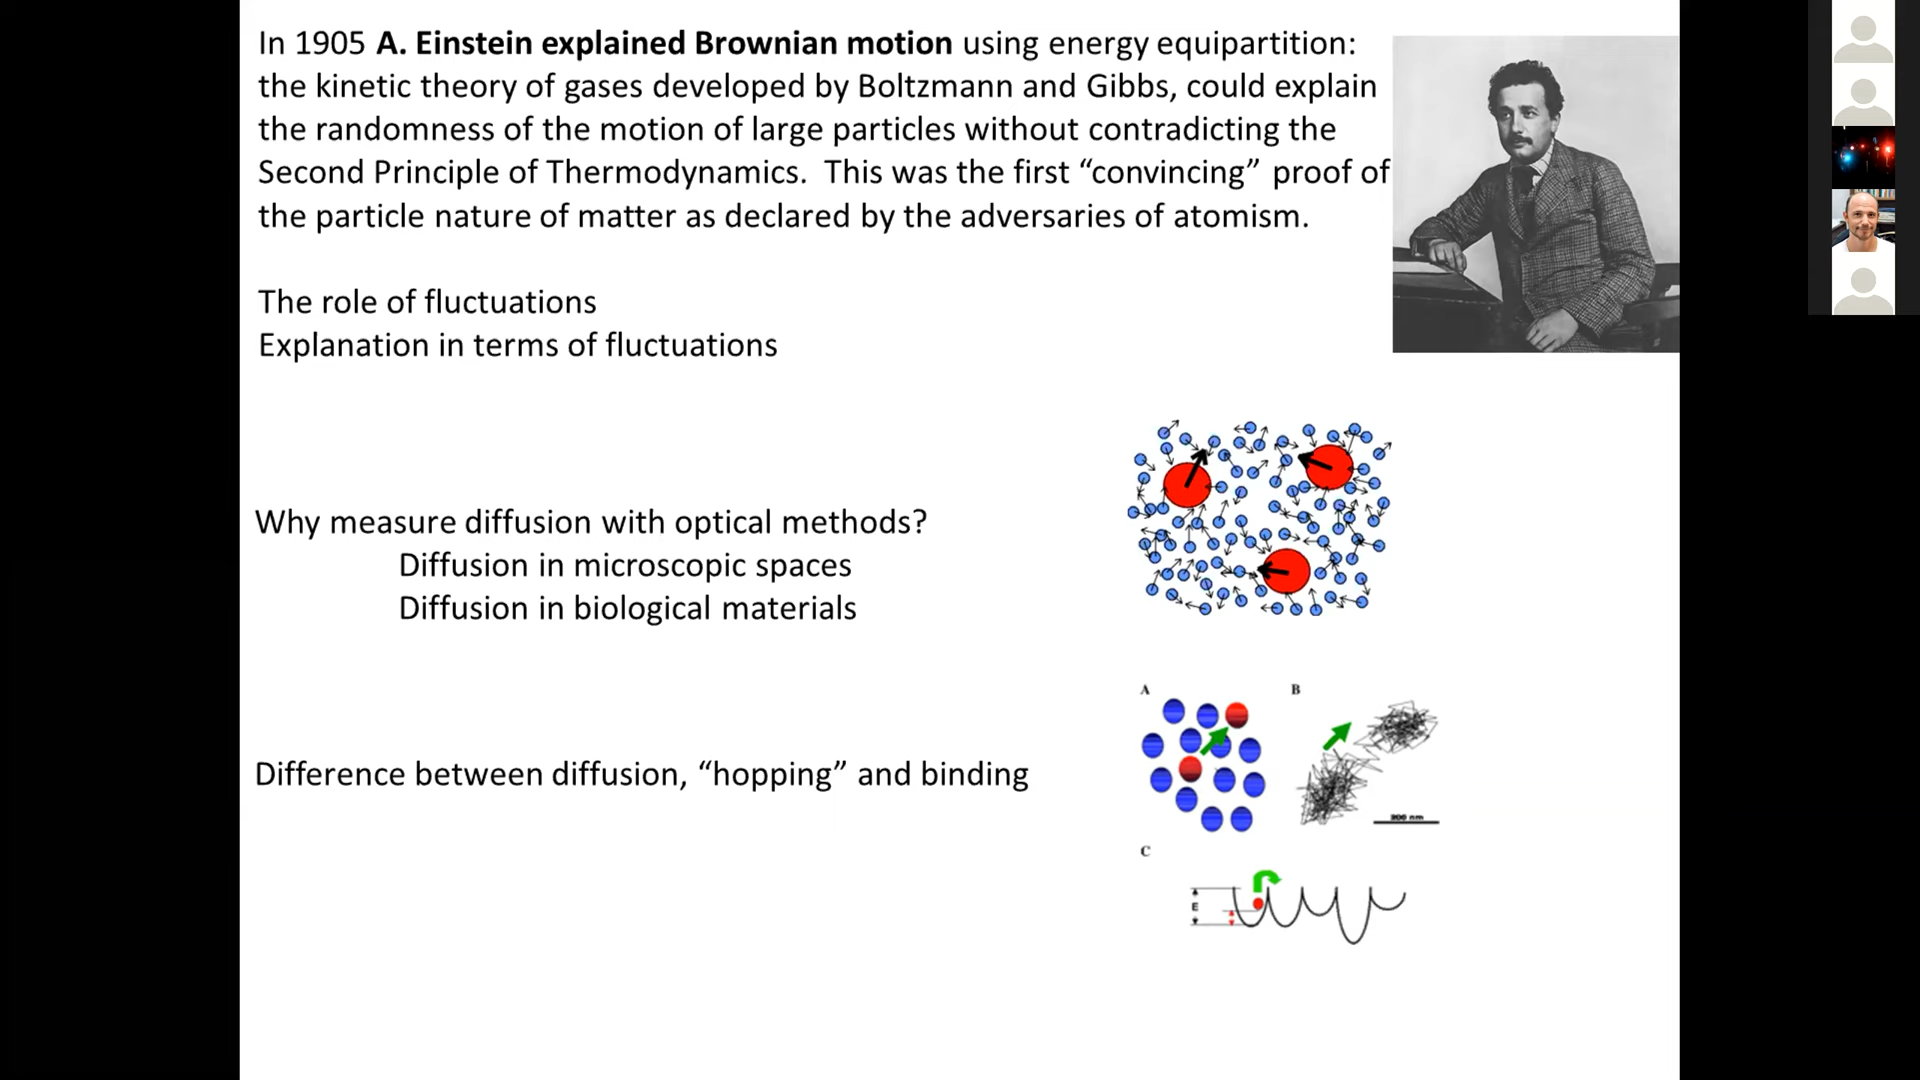 In 1905 A. Einstein explained Brownian motion using energy equipartition:
the kinetic theory of gases developed by Boltzmann and Gibbs, could explain
the randomness of the motion of large particles without contradicting the
Second Principle of Thermodynamics.  This was the first “convincing” proof of
the particle nature of matter as declared by the adversaries of atomism.
The role of fluctuations
Explanation in terms of fluctuations
Why measure diffusion with optical methods?
Diffusion in microscopic spaces
Diffusion in biological materials
Difference between diffusion, “hopping” and binding
A
B
nm
C
E